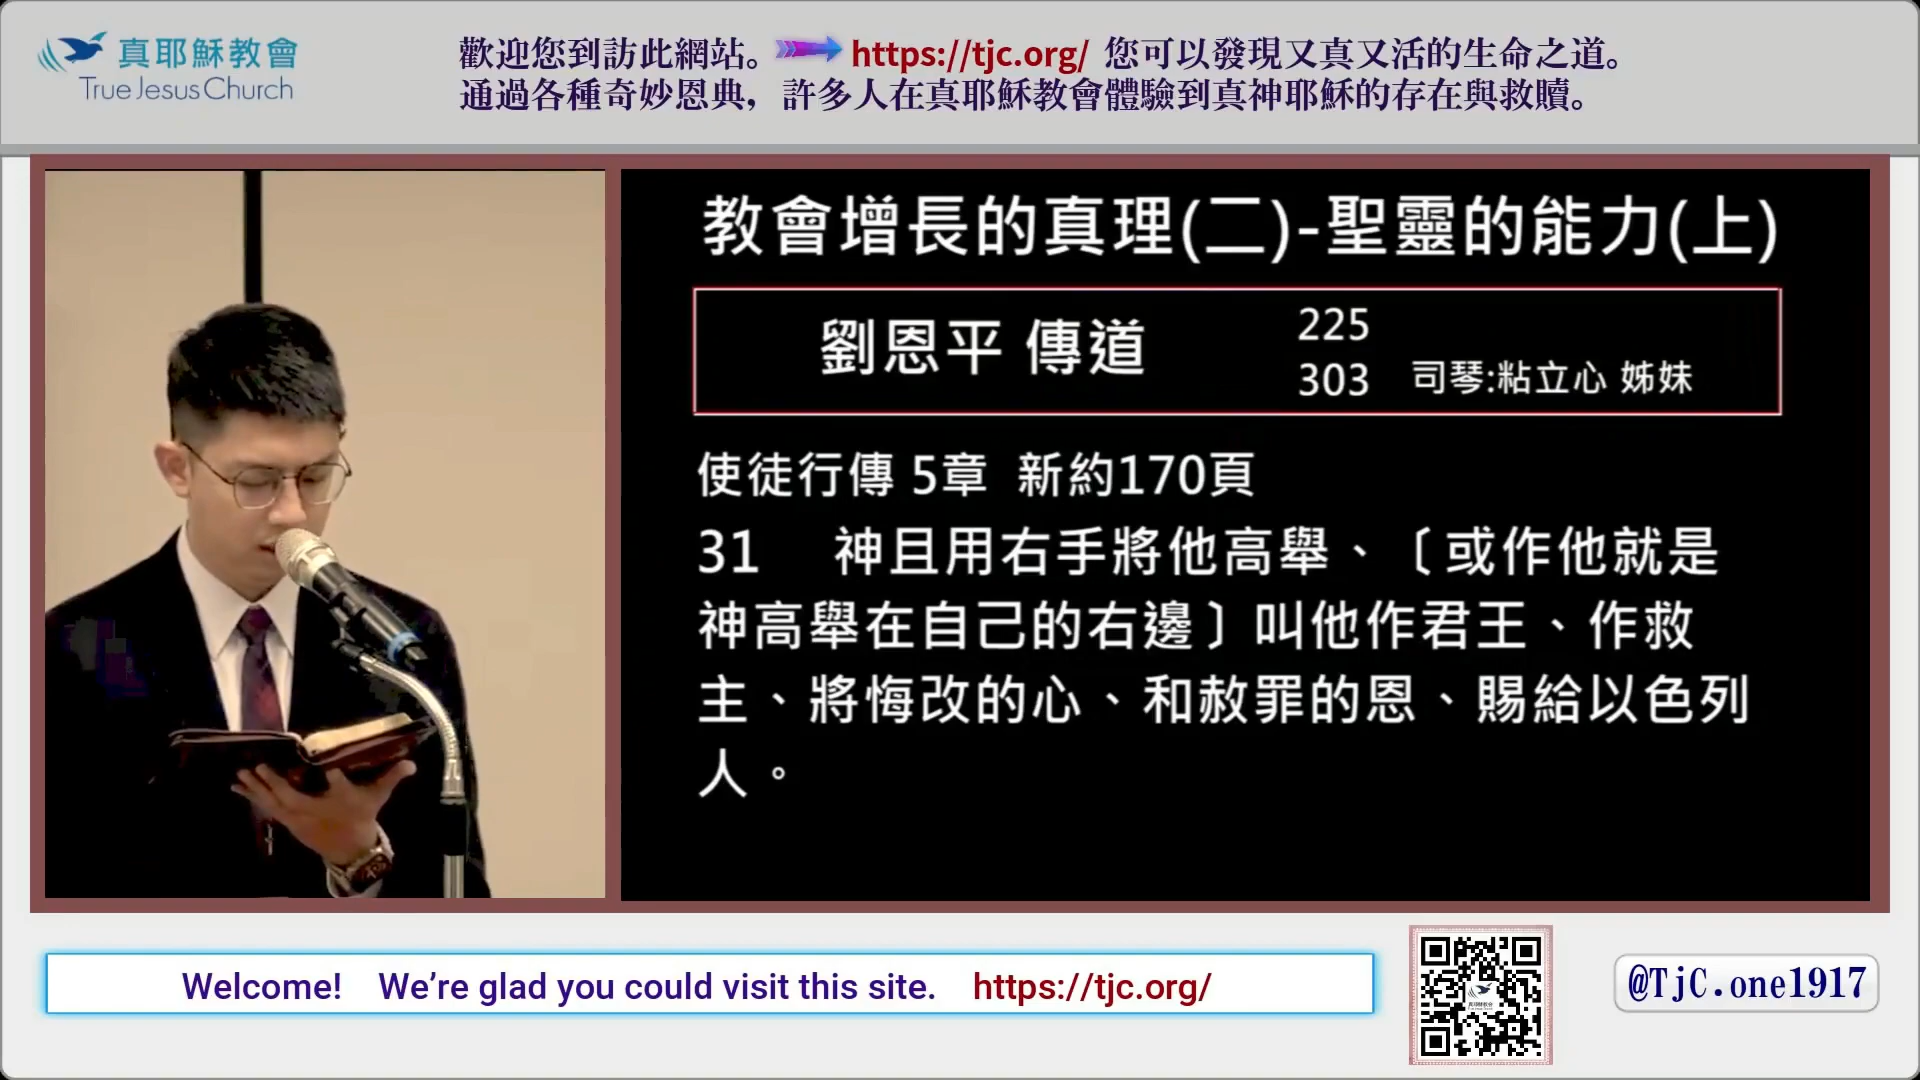 真耶穌教會
True Jesus Church
歡迎您到訪此網站。 https://tjc.org/ 您可以發現又真又活的生命之道。
通過各種奇妙恩典，許多人在真耶穌教會體驗到真神耶穌的存在與救贖。
教會增長的真理(二)-聖靈的能力(上)
劉恩平 傳道
225
303 司琴:粘立心 姊妹
使徒行傳 5章 新約170頁
31 神且用右手將他高舉、〔或作他就是
神高舉在自己的右邊〕叫他作君王、作救
主、將悔改的心、和赦罪的恩、賜給以色列
人。
Welcome! We’re glad you could visit this site. https://tjc.org/
@TjC.one1917